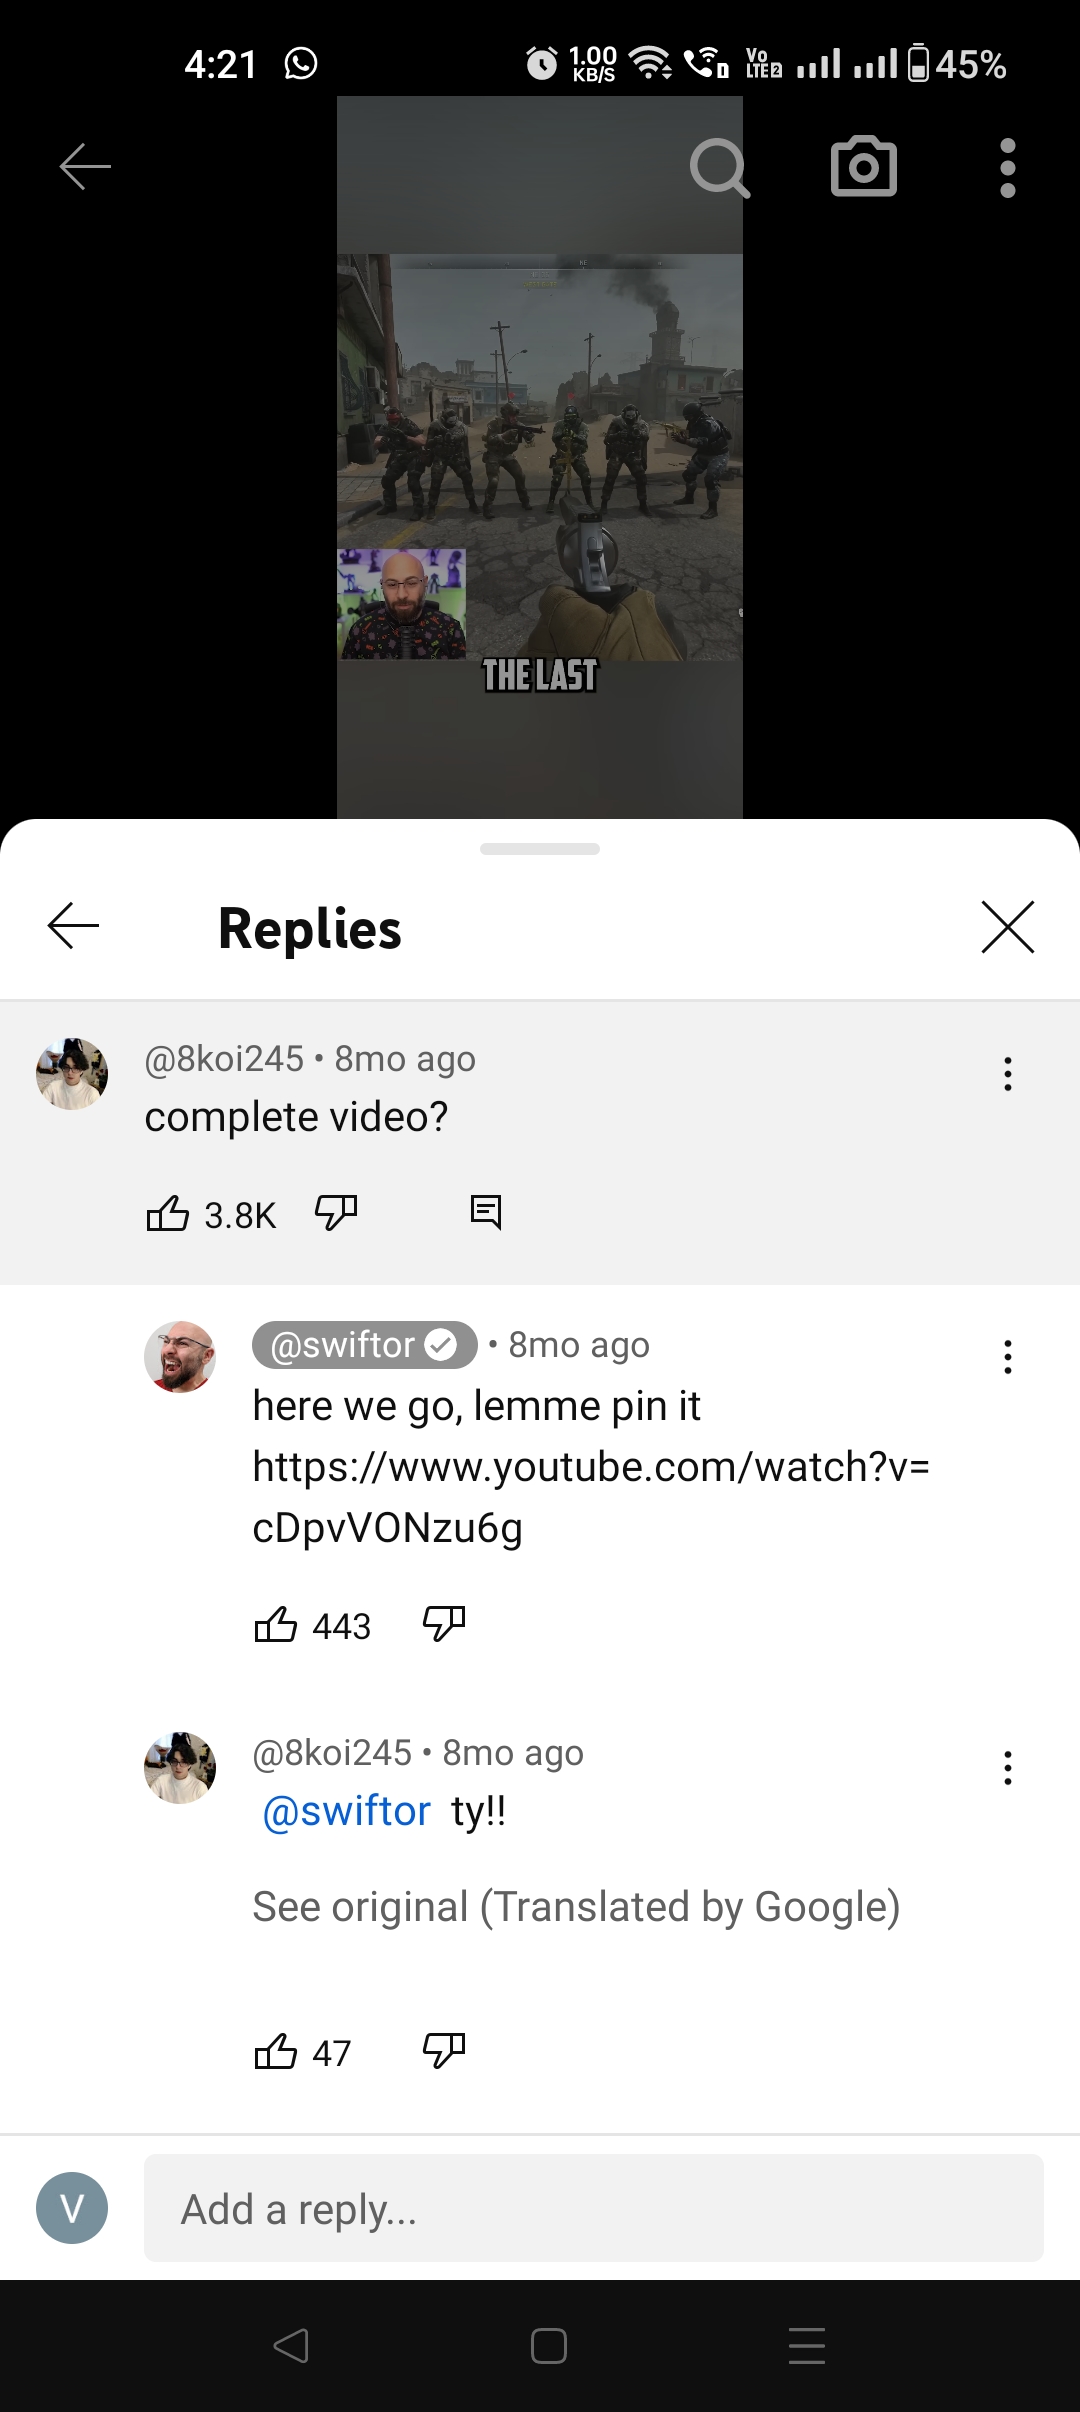 4:21
1.00
KB/S
Vo
LTE2
45%
NE
THE LAST
Replies
@8koi245 • 8mo ago
complete video?
3.8K
@swiftor • 8mo ago
here we go, lemme pin it
https://www.youtube.com/watch?v=
cDpvVONzu6g
443
@8koi245 • 8mo ago
@swiftor ty!!
See original (Translated by Google)
47
V
Add a reply...